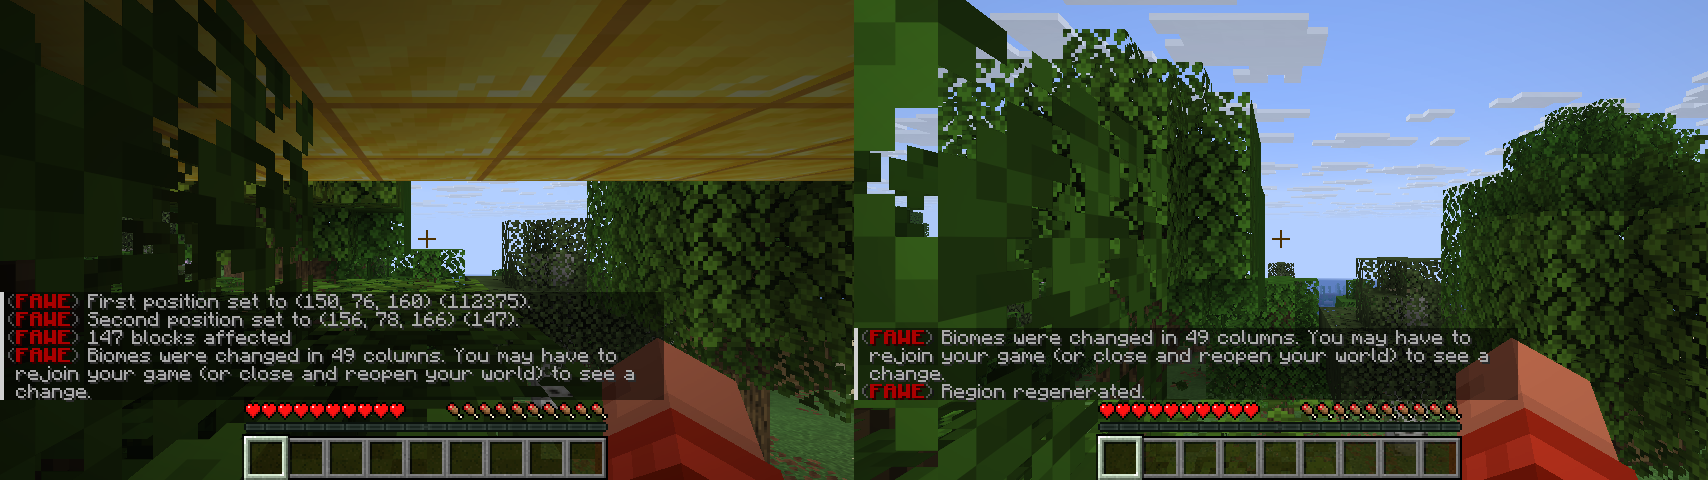 (FAWE) First position set to (150, 76, 160) (112375).
(FAWE) Second position set to (156, 78, 166) (147).
(FAWE) 147 blocks affected
(FAWE) Biomes were changed in 49 columns. You may have to
rejoin your game (or close and reopen your world) to see a
change.
(FAWE) Biomes were changed in 49 columns. You may have to
rejoin your game (or close and reopen your world) to see a
change.
(FAWE) Region regenerated.